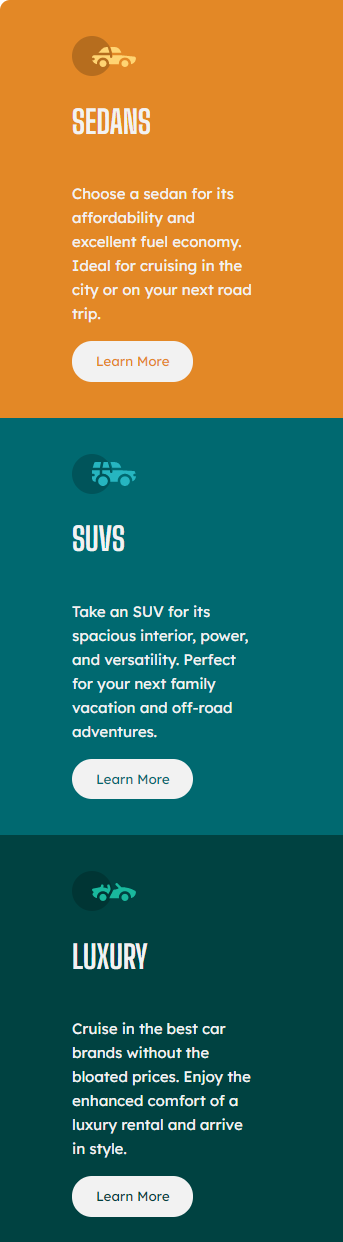 SEDANS
Choose a sedan for its
affordability and
excellent fuel economy.
Ideal for cruising in the
city or on your next road
trip.
Learn More
SUVS
Take an SUV for its
spacious interior, power,
and versatility. Perfect
for your next family
vacation and off-road
adventures.
Learn More
LUXURY
Cruise in the best car
brands without the
bloated prices. Enjoy the
enhanced comfort of a
luxury rental and arrive
in style.
Learn More